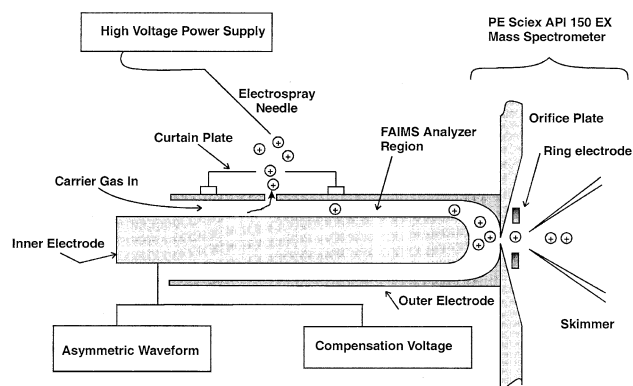 High Voltage Power Supply
PE Sciex API 150 EX
Mass Spectrometer
Electrospray
Needle
Curtain Plate
FAIMS Analyzer
Region
Orifice Plate
Ring electrode
Carrier Gas In
Inner Electrode
Outer Electrode
Skimmer
Asymmetric Waveform
Compensation Voltage